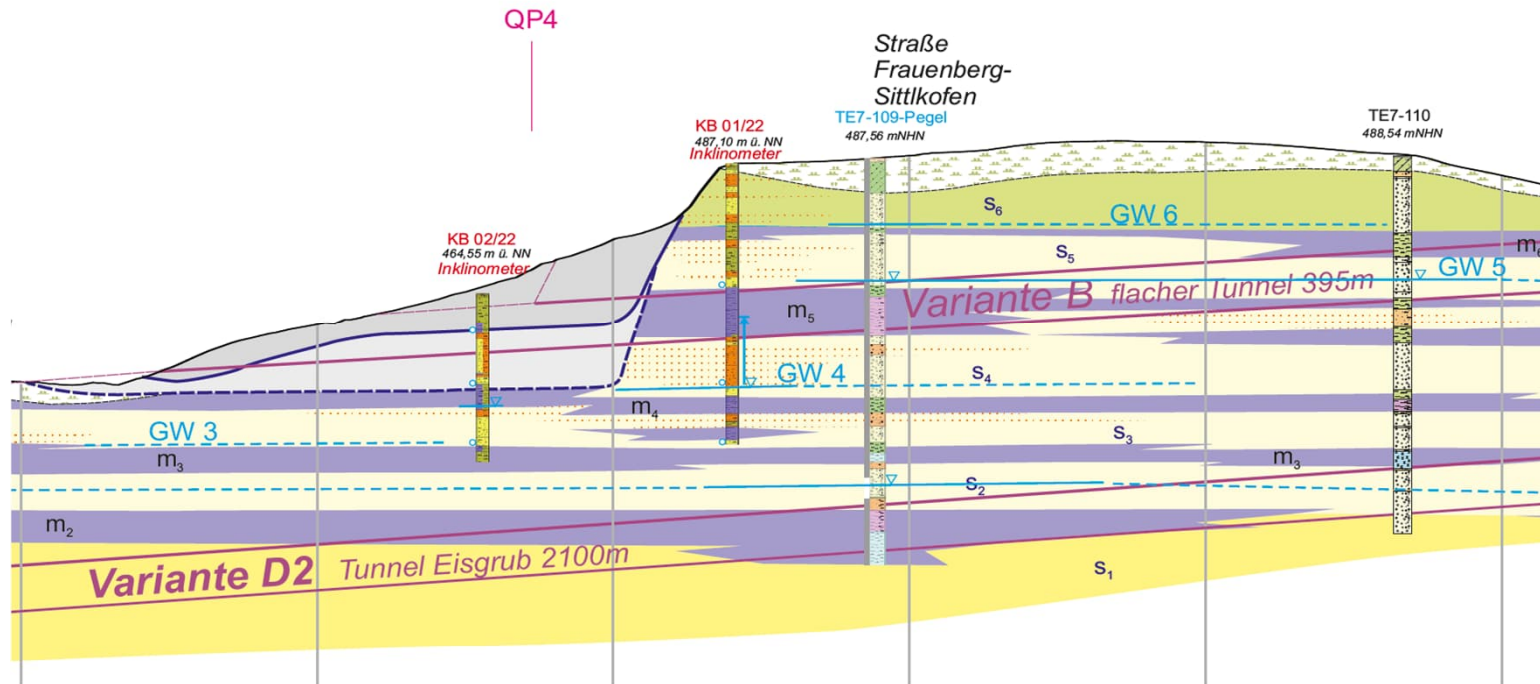 QP4
Straße
Frauenberg-
Sittlkofen
KB 01/22
487,10 m ü. NN
Inklinometer
TE7-109-Pegel
487,56 mNHN
TE7-110
488,54 mNHN
KB 02/22
464,55 m ü. NN
Inklinometer
s6
GW 6
s5
m6
GW 5
Variante B flacher Tunnel 395m
m5
GW 4
s4
m4
GW 3
s3
m3
m3
s2
m2
Variante D2 Tunnel Eisgrub 2100m
s1